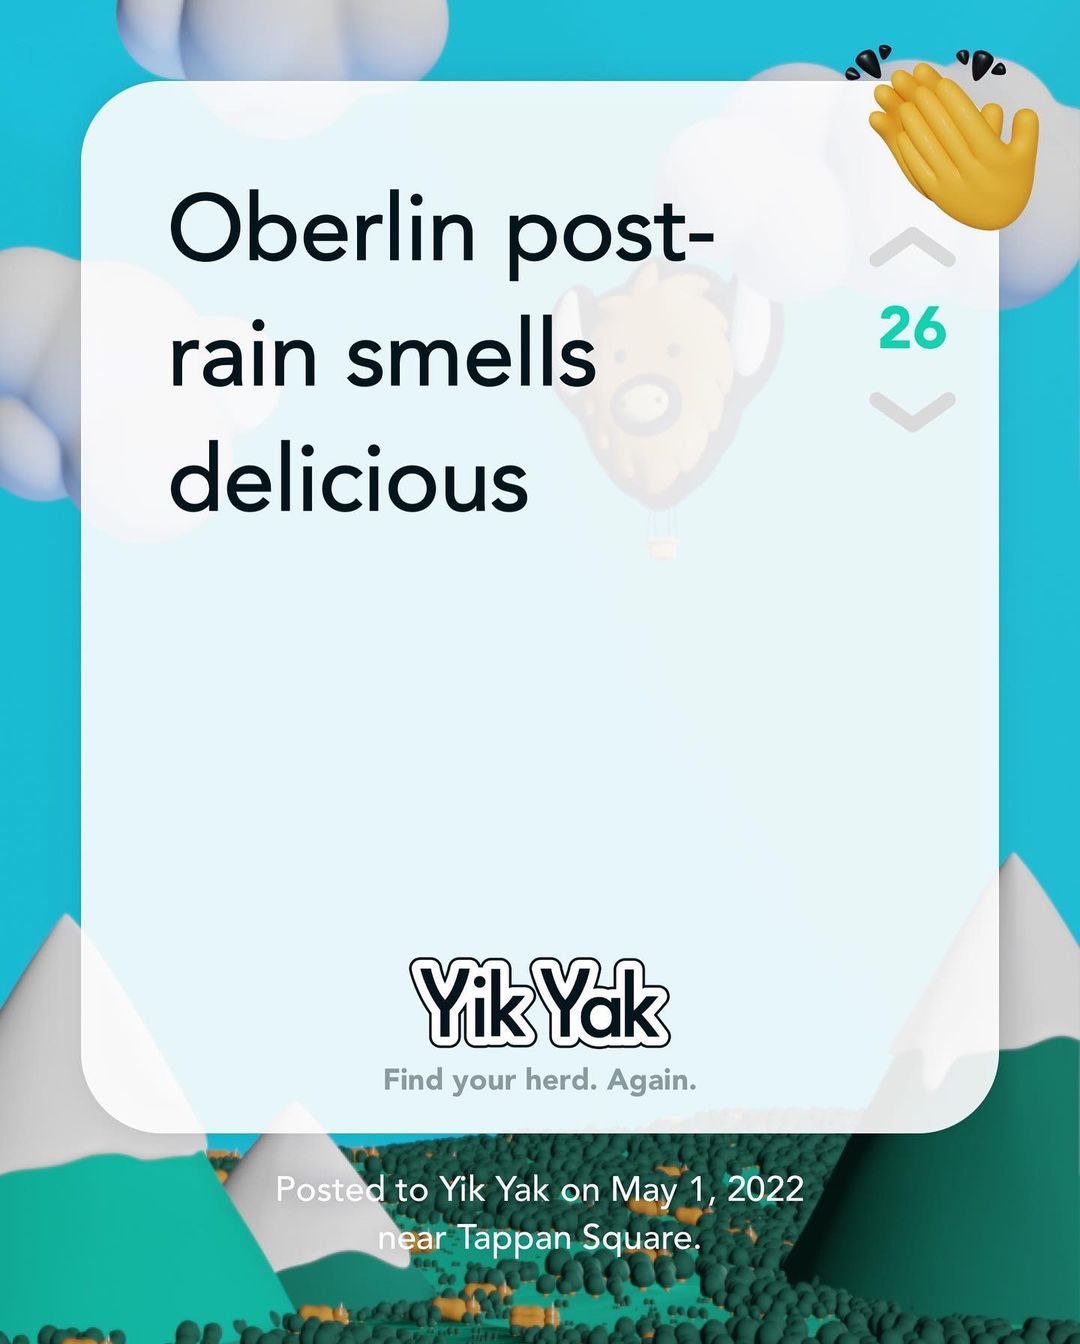 Oberlin post-
rain smells
delicious
26
Yik Yak
Find your herd. Again.
Posted to Yik Yak on May 1, 2022
near Tappan Square.